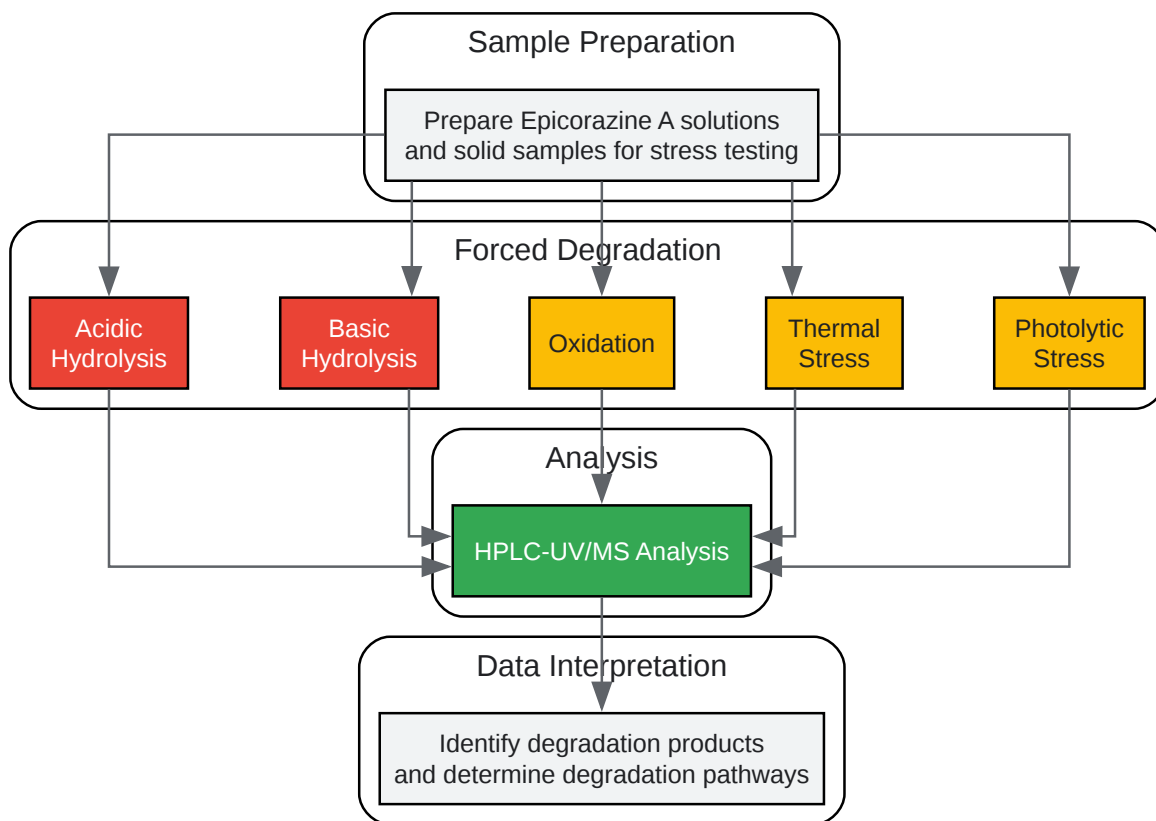 Sample Preparation
Prepare Epicorazine A solutions
and solid samples for stress testing
Forced Degradation
Acidic
Hydrolysis
Basic
Hydrolysis
Oxidation
Thermal
Stress
Photolytic
Stress
Analysis
HPLC-UV/MS Analysis
Data Interpretation
Identify degradation products
and determine degradation pathways